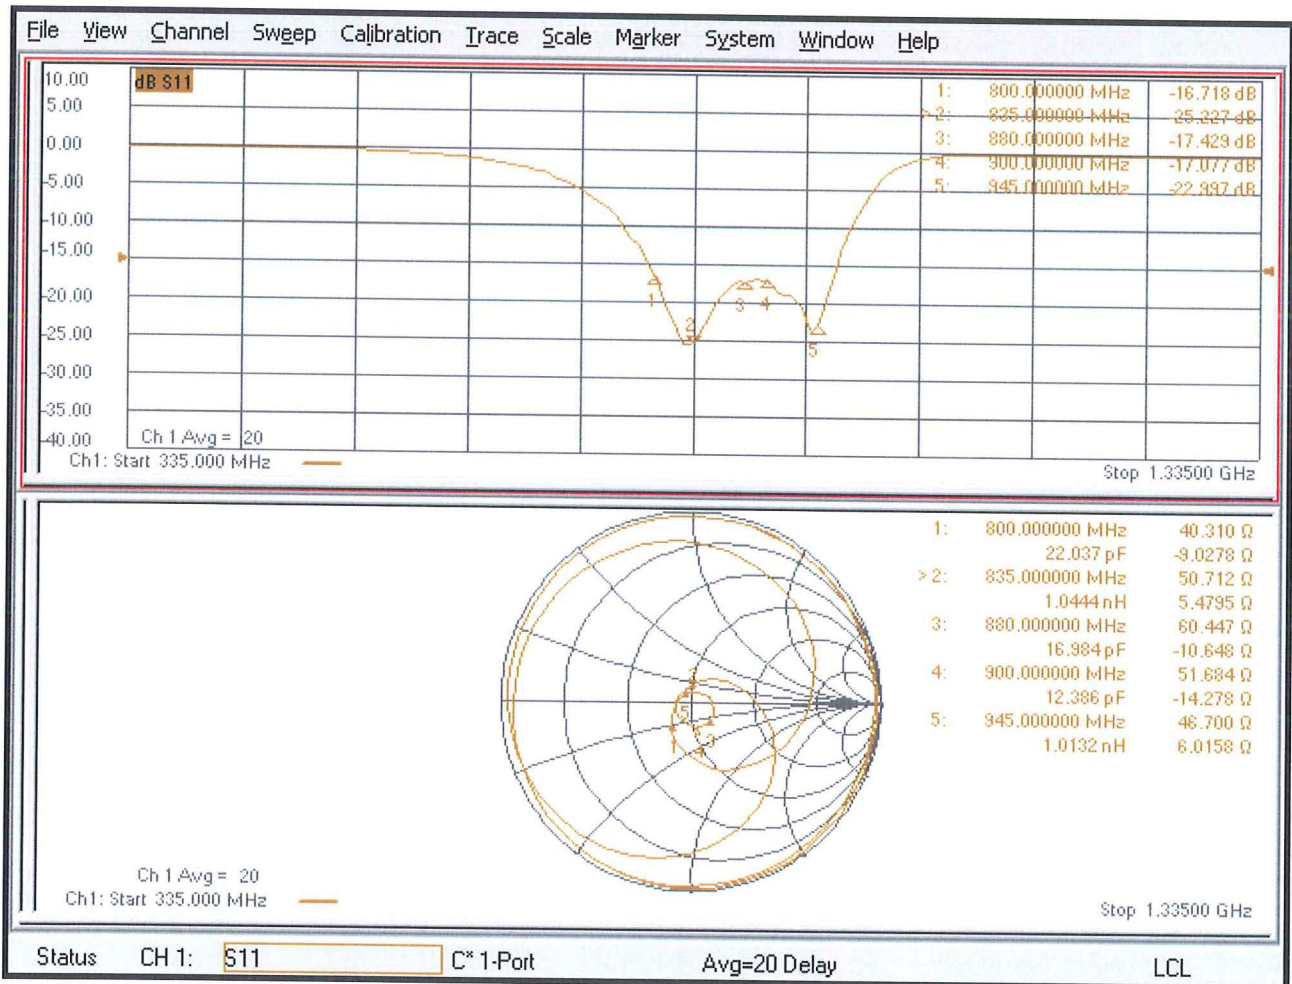 File View Channel Sweep Calibration Trace Scale Marker System Window Help
dB S11
10.00
5.00
0.00
-5.00
-10.00
-15.00
-20.00
-25.00
-30.00
-35.00
-40.00
1: 800.000000 MHz -16.718 dB
>2: 835.000000 MHz -25.227 dB
3: 880.000000 MHz -17.429 dB
4: 900.000000 MHz -17.077 dB
5: 945.000000 MHz -22.997 dB
1
2
3
4
5
Ch 1 Avg = 20
Ch1: Start 335.000 MHz
Stop 1.33500 GHz
1: 800.000000 MHz 40.310 Ω
22.037 pF -9.0278 Ω
>2: 835.000000 MHz 50.712 Ω
1.0444 nH 5.4795 Ω
3: 880.000000 MHz 60.447 Ω
16.984 pF -10.648 Ω
4: 900.000000 MHz 51.684 Ω
12.386 pF -14.278 Ω
5: 945.000000 MHz 46.700 Ω
1.0132 nH 6.0158 Ω
2
5
1
3
4
Ch 1 Avg = 20
Ch1: Start 335.000 MHz
Stop 1.33500 GHz
Status CH 1: S11 C* 1-Port Avg=20 Delay LCL